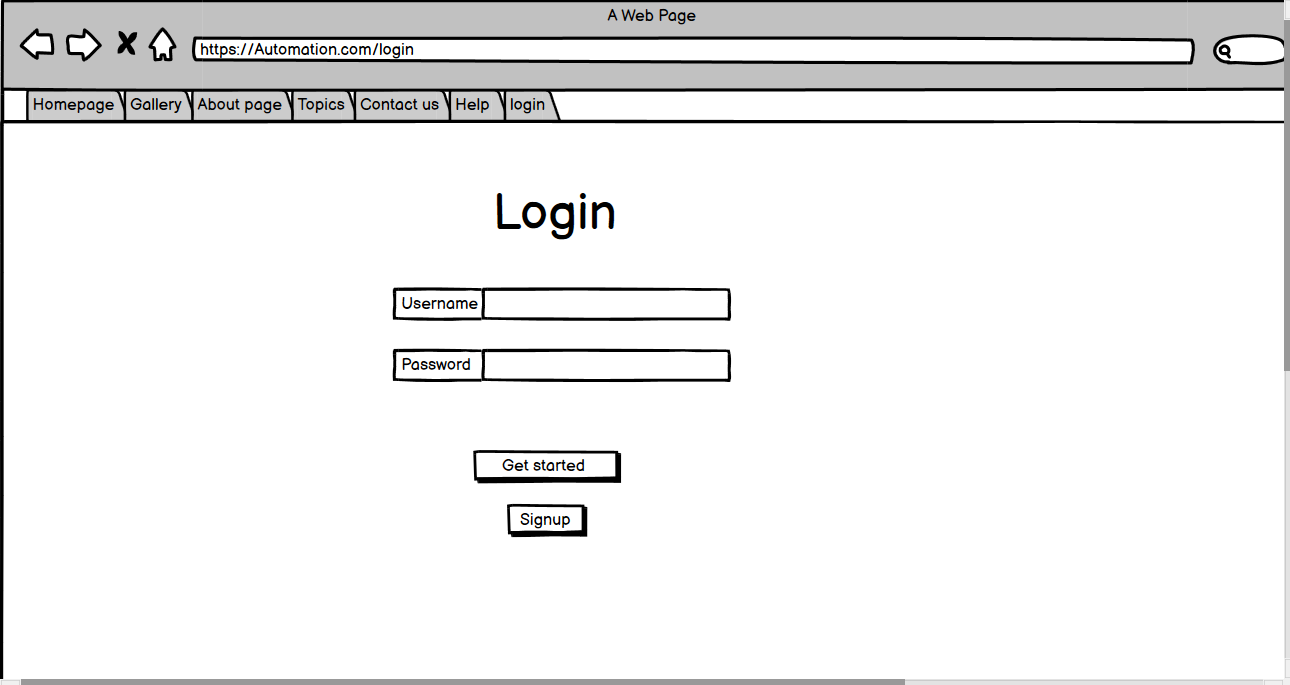 A Web Page
https://Automation.com/login
Homepage Gallery About page Topics Contact us Help login
Login
Username
Password
Get started
Signup